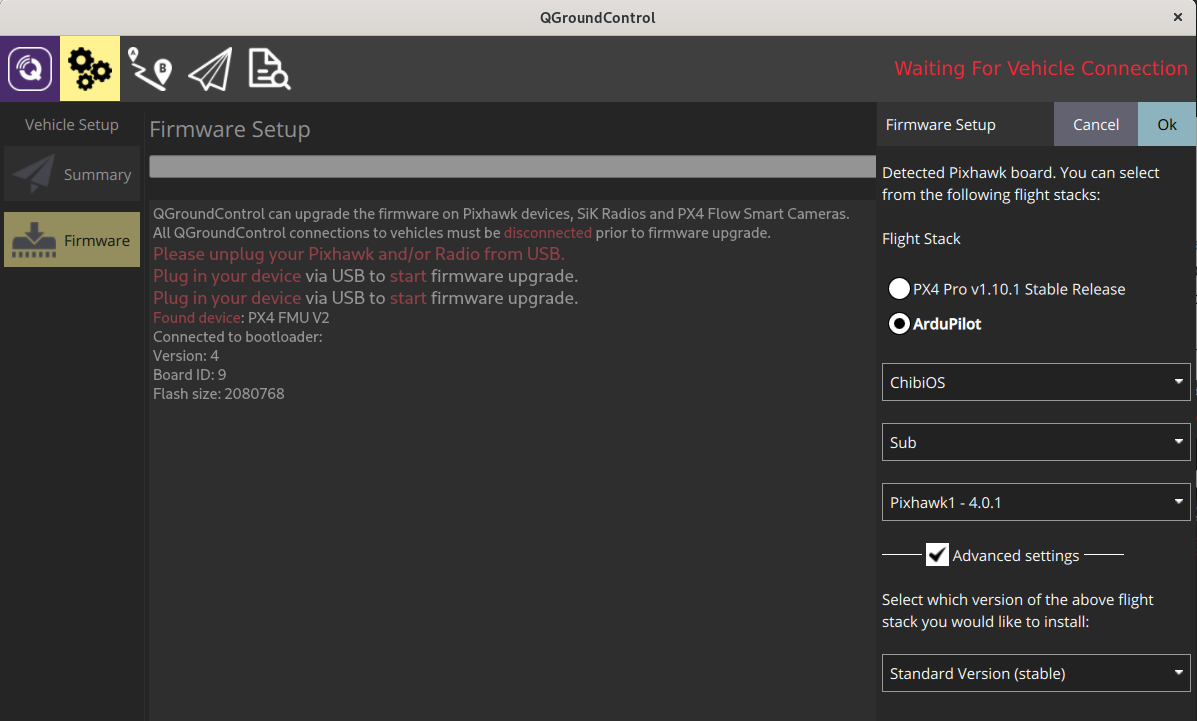 QGroundControl
Waiting For Vehicle Connection
Vehicle Setup
Summary
Firmware
Firmware Setup
QGroundControl can upgrade the firmware on Pixhawk devices, SiK Radios and PX4 Flow Smart Cameras.
All QGroundControl connections to vehicles must be disconnected prior to firmware upgrade.
Please unplug your Pixhawk and/or Radio from USB.
Plug in your device via USB to start firmware upgrade.
Plug in your device via USB to start firmware upgrade.
Found device: PX4 FMU V2
Connected to bootloader:
Version: 4
Board ID: 9
Flash size: 2080768
Firmware Setup
Cancel
Ok
Detected Pixhawk board. You can select
from the following flight stacks:
Flight Stack
PX4 Pro v1.10.1 Stable Release
ArduPilot
ChibiOS
Sub
Pixhawk1 - 4.0.1
Advanced settings
Select which version of the above flight
stack you would like to install:
Standard Version (stable)